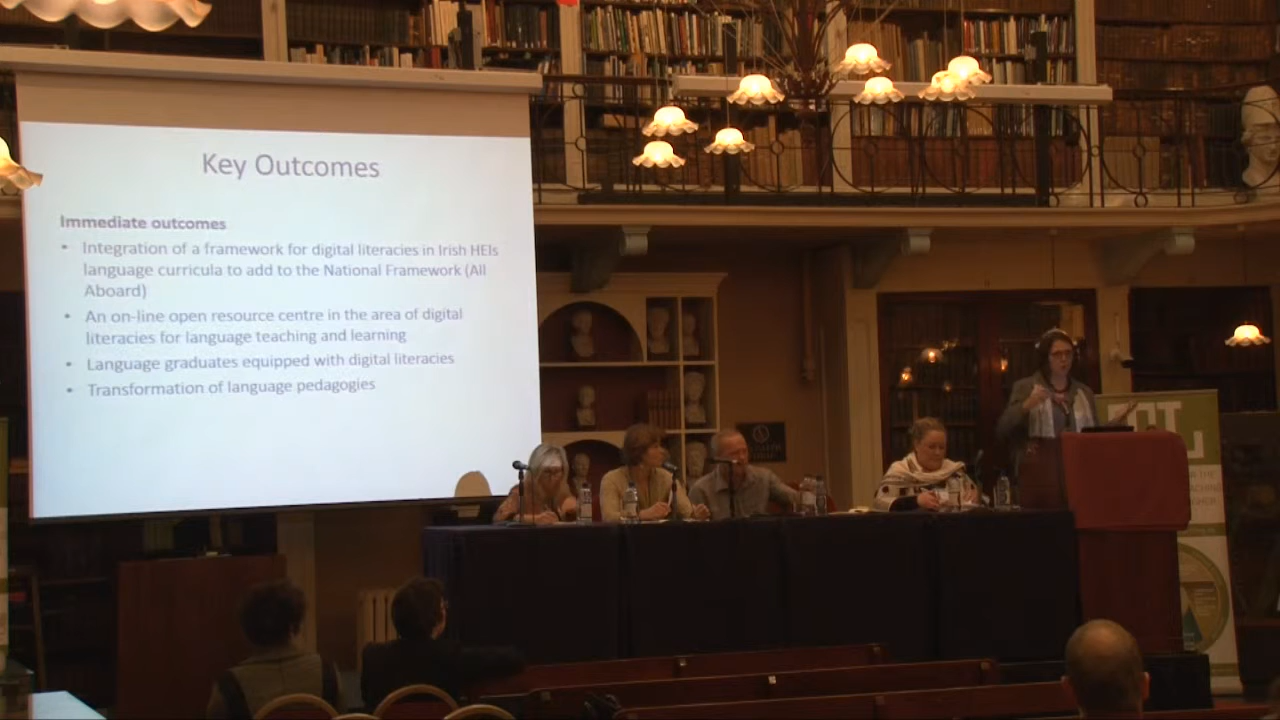 Key Outcomes
Immediate outcomes
• Integration of a framework for digital literacies in Irish HEIs
language curricula to add to the National Framework (All
Aboard)
• An on-line open resource centre in the area of digital
literacies for language teaching and learning
• Language graduates equipped with digital literacies
• Transformation of language pedagogies